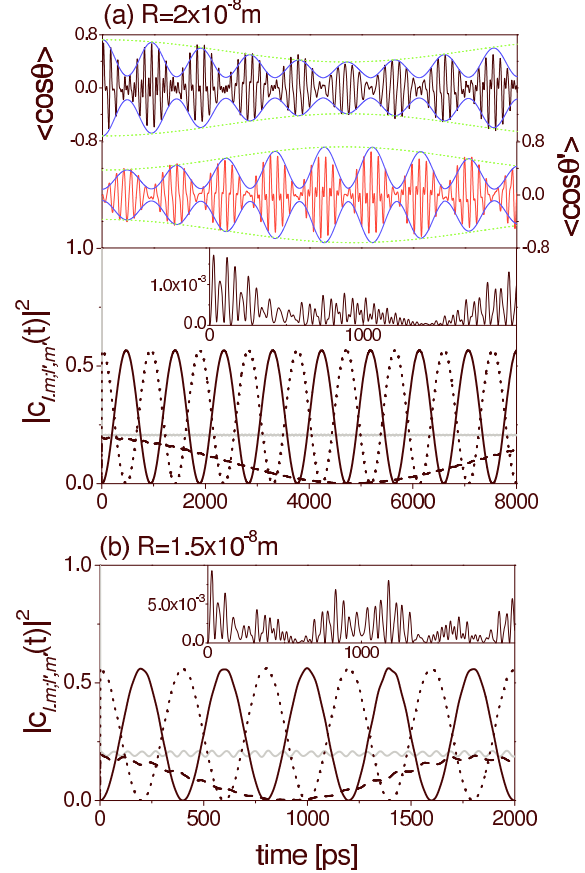 (a) R=2x10⁻⁸m
0.8
0.0
-0.8
<cosθ>
0.8
0.0
-0.8
<cosθ'>
1.0
0.5
0.0
|c_{l,m;l',m'}(t)|²
1.0x10⁻³
0.0
0 1000
0 2000 4000 6000 8000
(b) R=1.5x10⁻⁸m
1.0
0.5
0.0
|c_{l,m;l',m'}(t)|²
5.0x10⁻³
0.0
0 1000
0 500 1000 1500 2000
time [ps]